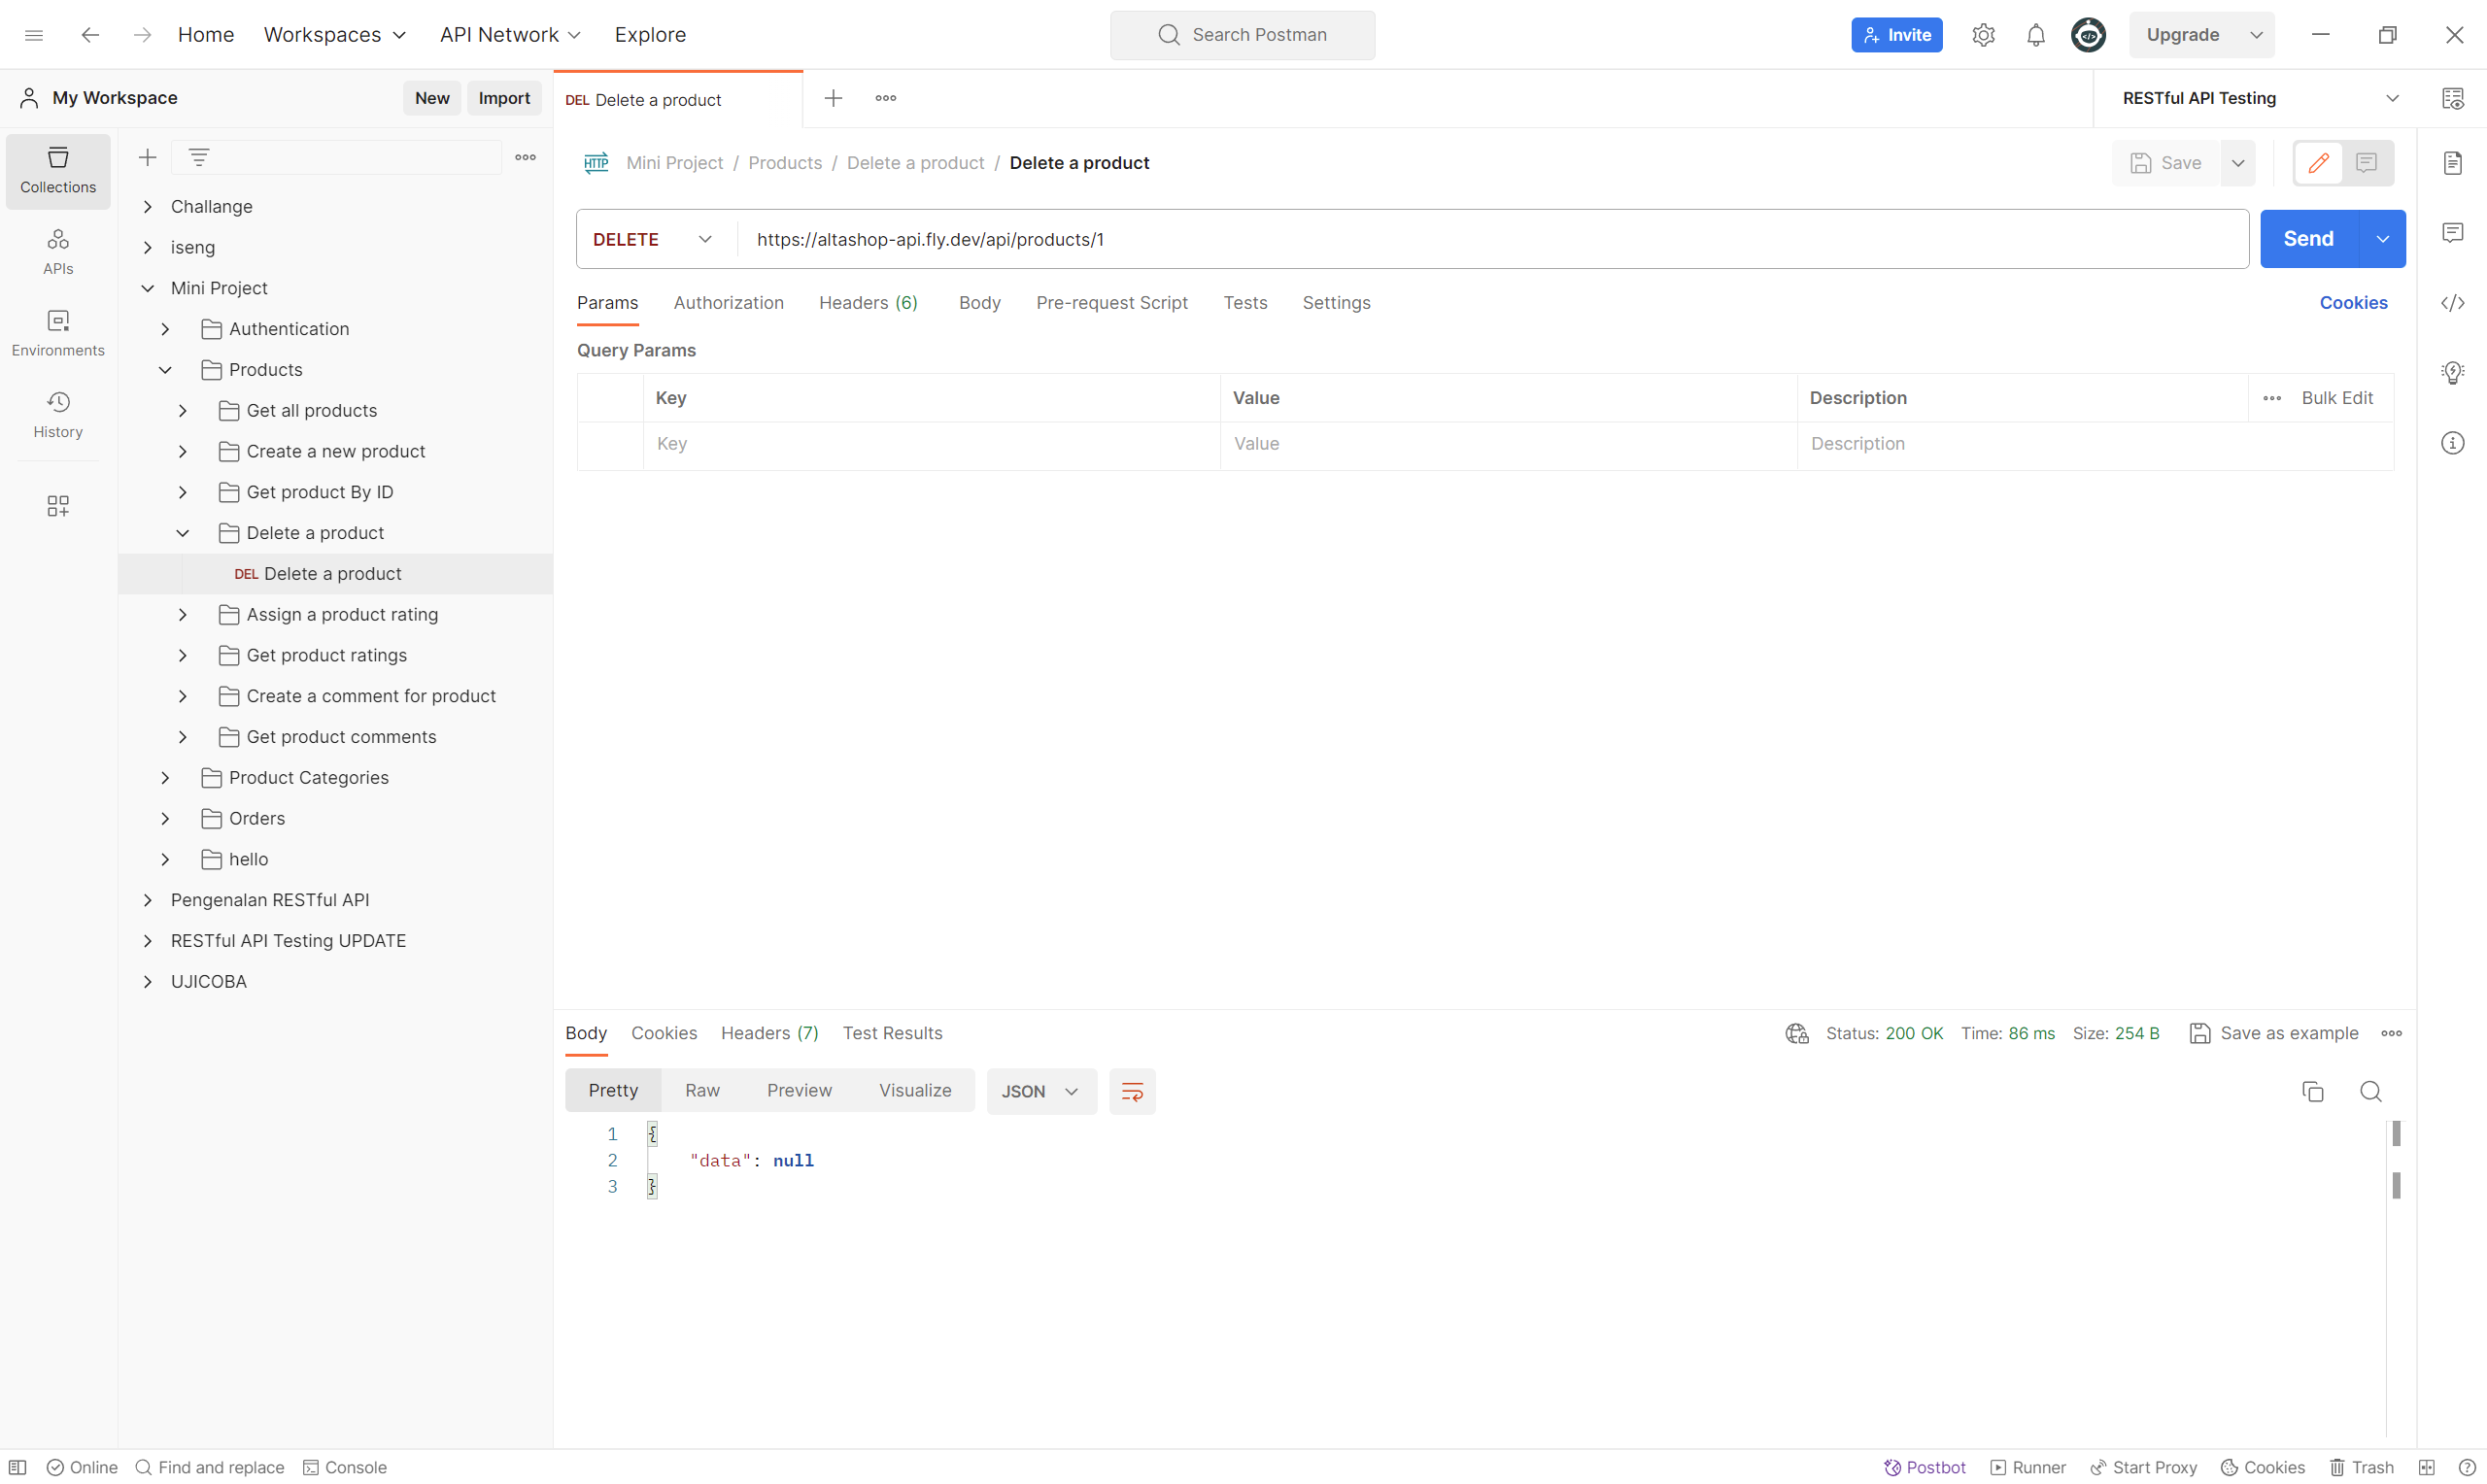 Home Workspaces API Network Explore Search Postman Invite Upgrade
My Workspace New Import DEL Delete a product RESTful API Testing
Collections
APIs
Environments
History
Challange
iseng
Mini Project
Authentication
Products
Get all products
Create a new product
Get product By ID
Delete a product
DEL Delete a product
Assign a product rating
Get product ratings
Create a comment for product
Get product comments
Product Categories
Orders
hello
Pengenalan RESTful API
RESTful API Testing UPDATE
UJICOBA
HTTP Mini Project / Products / Delete a product / Delete a product Save
DELETE https://altashop-api.fly.dev/api/products/1 Send
Params Authorization Headers (6) Body Pre-request Script Tests Settings Cookies
Query Params
Key Value Description Bulk Edit
Key Value Description
Body Cookies Headers (7) Test Results Status: 200 OK Time: 86 ms Size: 254 B Save as example
Pretty Raw Preview Visualize JSON
1 {
2 "data": null
3 }
Online Find and replace Console Postbot Runner Start Proxy Cookies Trash